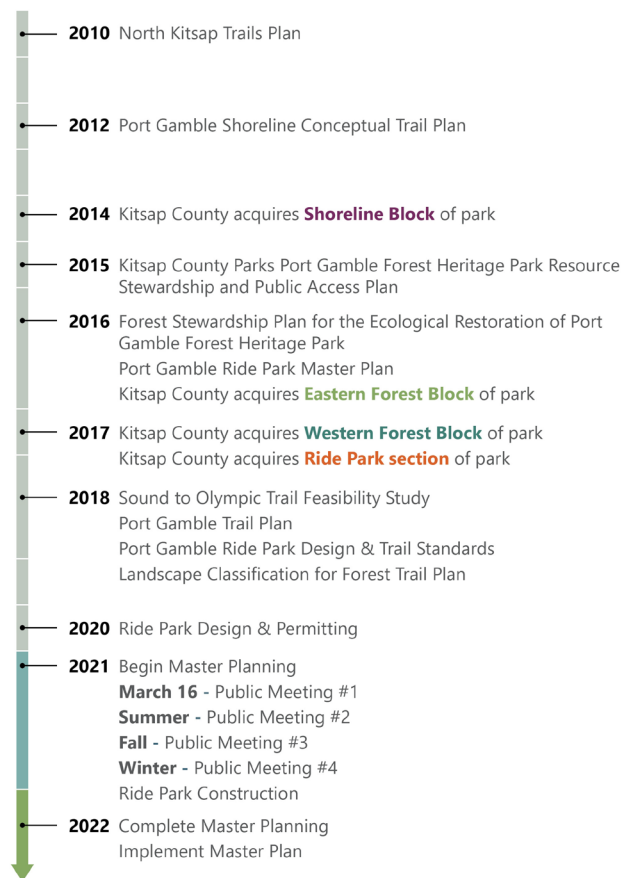 2010 North Kitsap Trails Plan
2012 Port Gamble Shoreline Conceptual Trail Plan
2014 Kitsap County acquires Shoreline Block of park
2015 Kitsap County Parks Port Gamble Forest Heritage Park Resource
Stewardship and Public Access Plan
2016 Forest Stewardship Plan for the Ecological Restoration of Port
Gamble Forest Heritage Park
Port Gamble Ride Park Master Plan
Kitsap County acquires Eastern Forest Block of park
2017 Kitsap County acquires Western Forest Block of park
Kitsap County acquires Ride Park section of park
2018 Sound to Olympic Trail Feasibility Study
Port Gamble Trail Plan
Port Gamble Ride Park Design & Trail Standards
Landscape Classification for Forest Trail Plan
2020 Ride Park Design & Permitting
2021 Begin Master Planning
March 16 - Public Meeting #1
Summer - Public Meeting #2
Fall - Public Meeting #3
Winter - Public Meeting #4
Ride Park Construction
2022 Complete Master Planning
Implement Master Plan